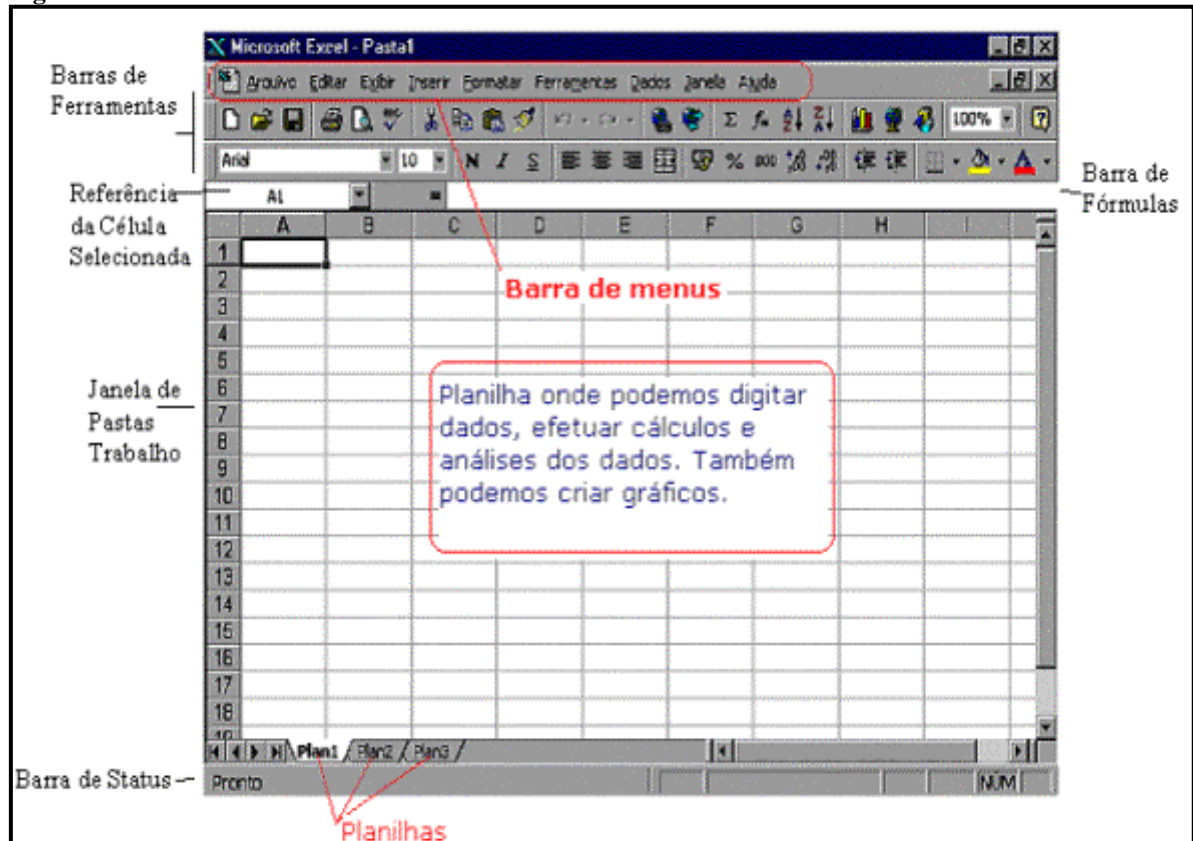 Microsoft Excel - Pasta1
Arquivo Editar Exibir Inserir Formatar Ferramentas Dados Janela Ajuda
Barras de
Ferramentas
100%
Arial 10 N I S % 000
Barra de
Fórmulas
Referência
da Célula
Selecionada
A1 =
A B C D E F G H I
1
2
3
4
5
6
7
8
9
10
11
12
13
14
15
16
17
18
19
Barra de menus
Planilha onde podemos digitar
dados, efetuar cálculos e
análises dos dados. Também
podemos criar gráficos.
Janela de
Pastas
Trabalho
Plan1 Plan2 Plan3
Barra de Status
Pronto NÚM
Planilhas